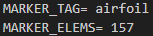 MARKER_TAG= airfoil
MARKER_ELEMS= 157